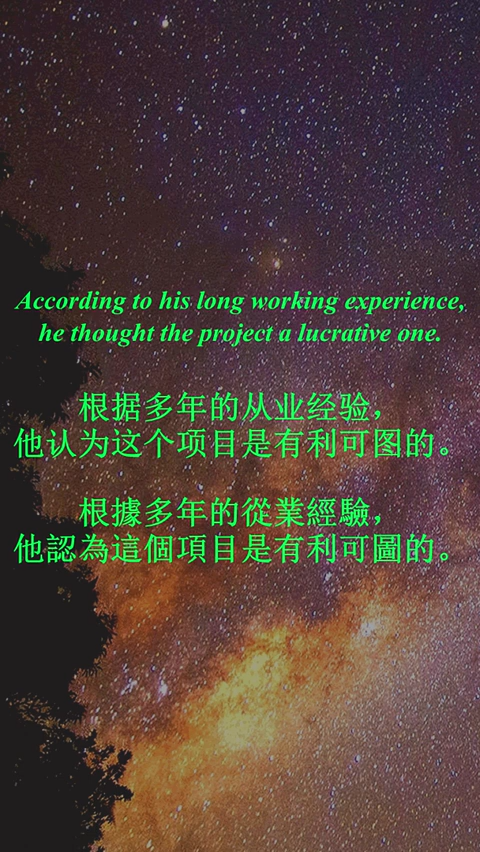 According to his long working experience,
he thought the project a lucrative one.
根据多年的从业经验，
他认为这个项目是有利可图的。
根據多年的從業經驗，
他認為這個項目是有利可圖的。